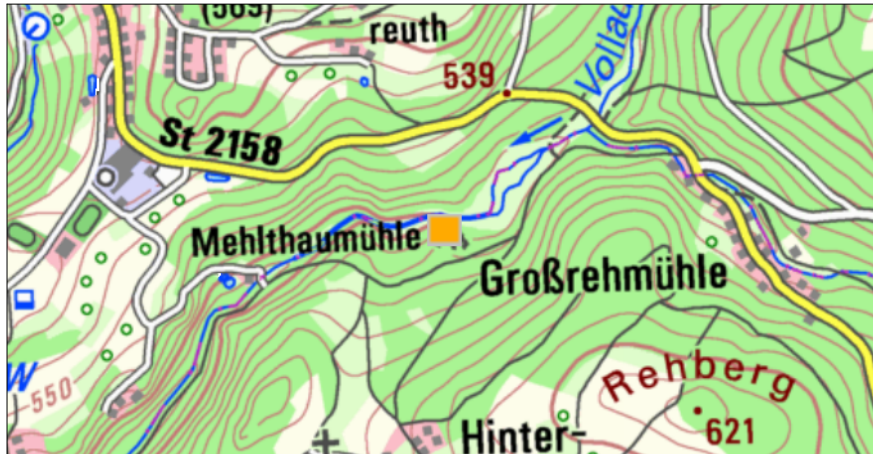 (569)
reuth
539
Vollau
St 2158
Mehlthaumühle
Großrehmühle
W
550
Rehberg
621
Hinter-